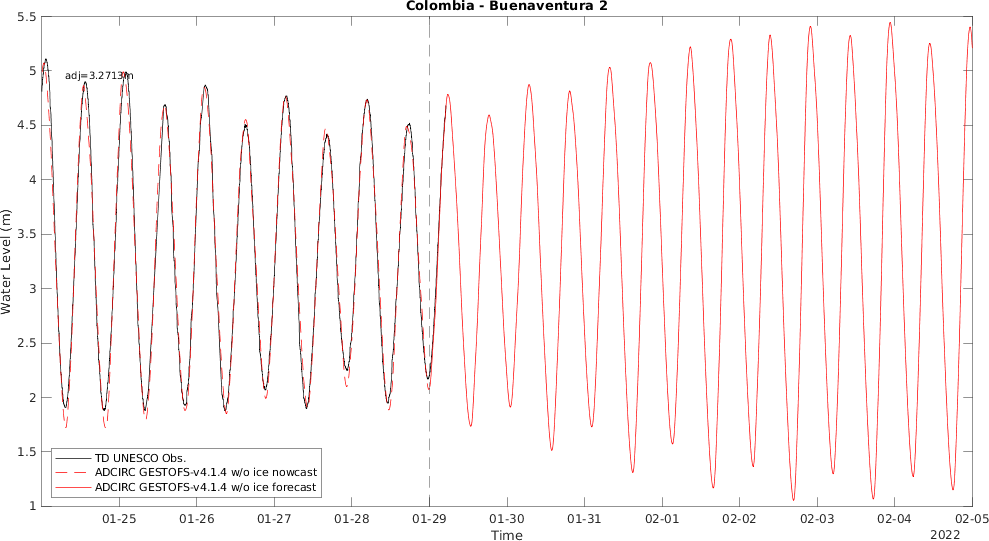 Colombia - Buenaventura 2
5.5
5
4.5
4
3.5
3
2.5
2
1.5
1
Water Level (m)
adj=3.2713m
TD UNESCO Obs.
ADCIRC GESTOFS-v4.1.4 w/o ice nowcast
ADCIRC GESTOFS-v4.1.4 w/o ice forecast
01-25 01-26 01-27 01-28 01-29 01-30 01-31 02-01 02-02 02-03 02-04 02-05
Time
2022